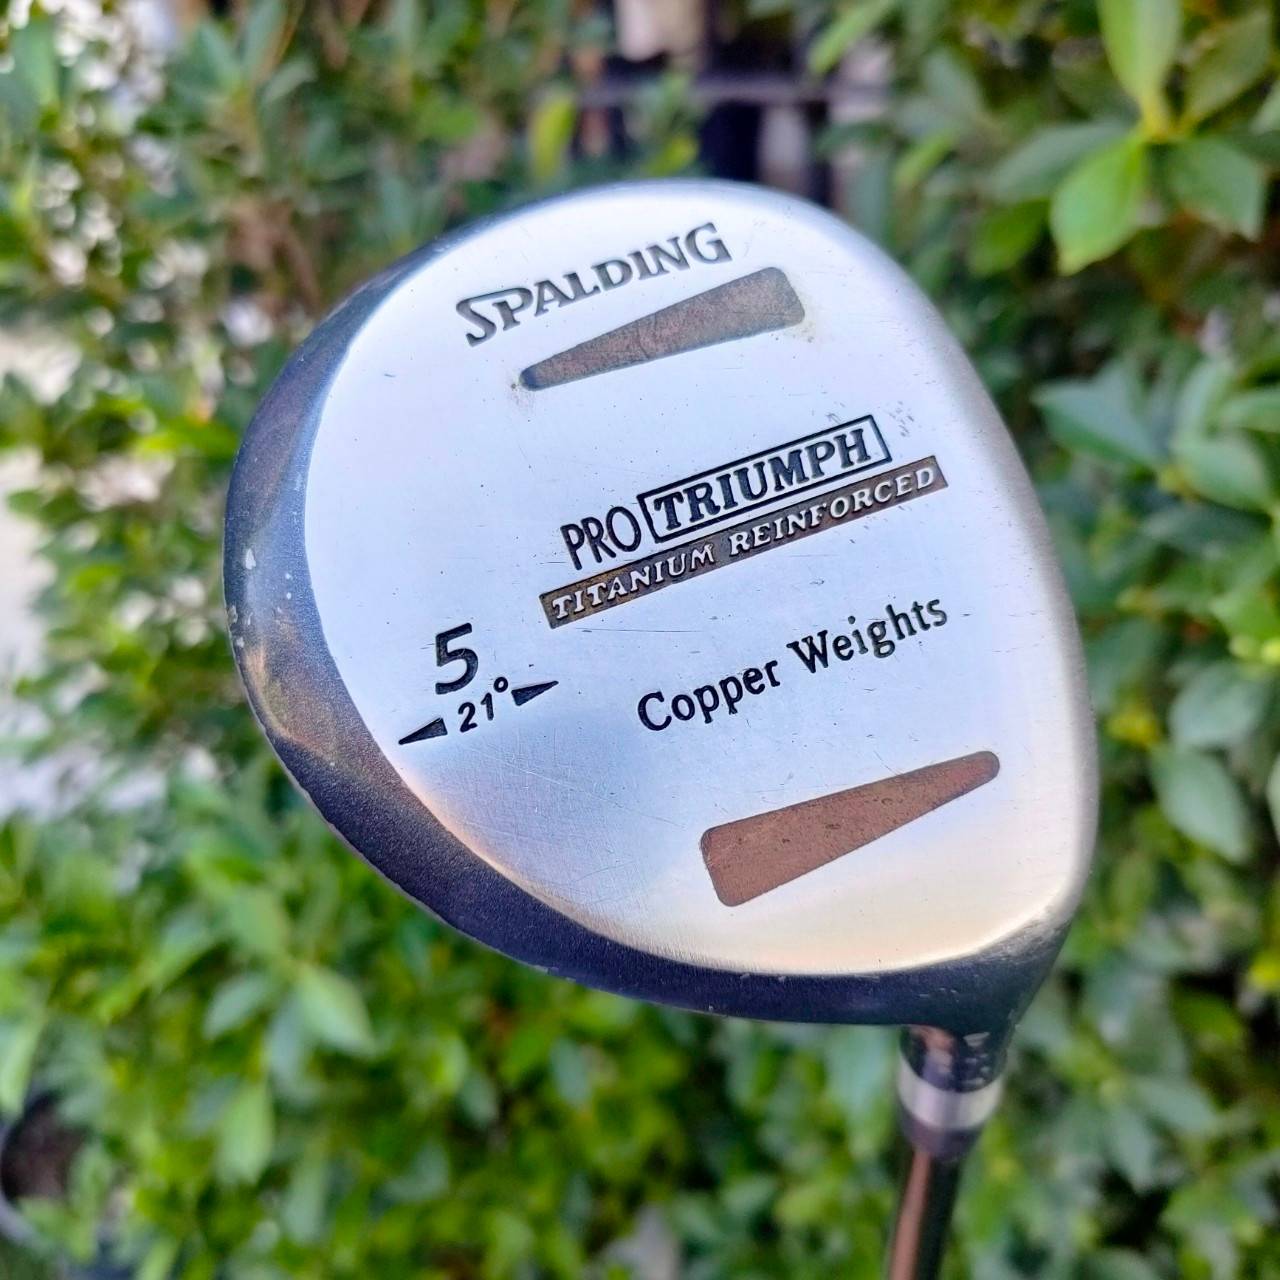 SPALDING
PRO TRIUMPH
TITANIUM REINFORCED
5
21°
Copper Weights